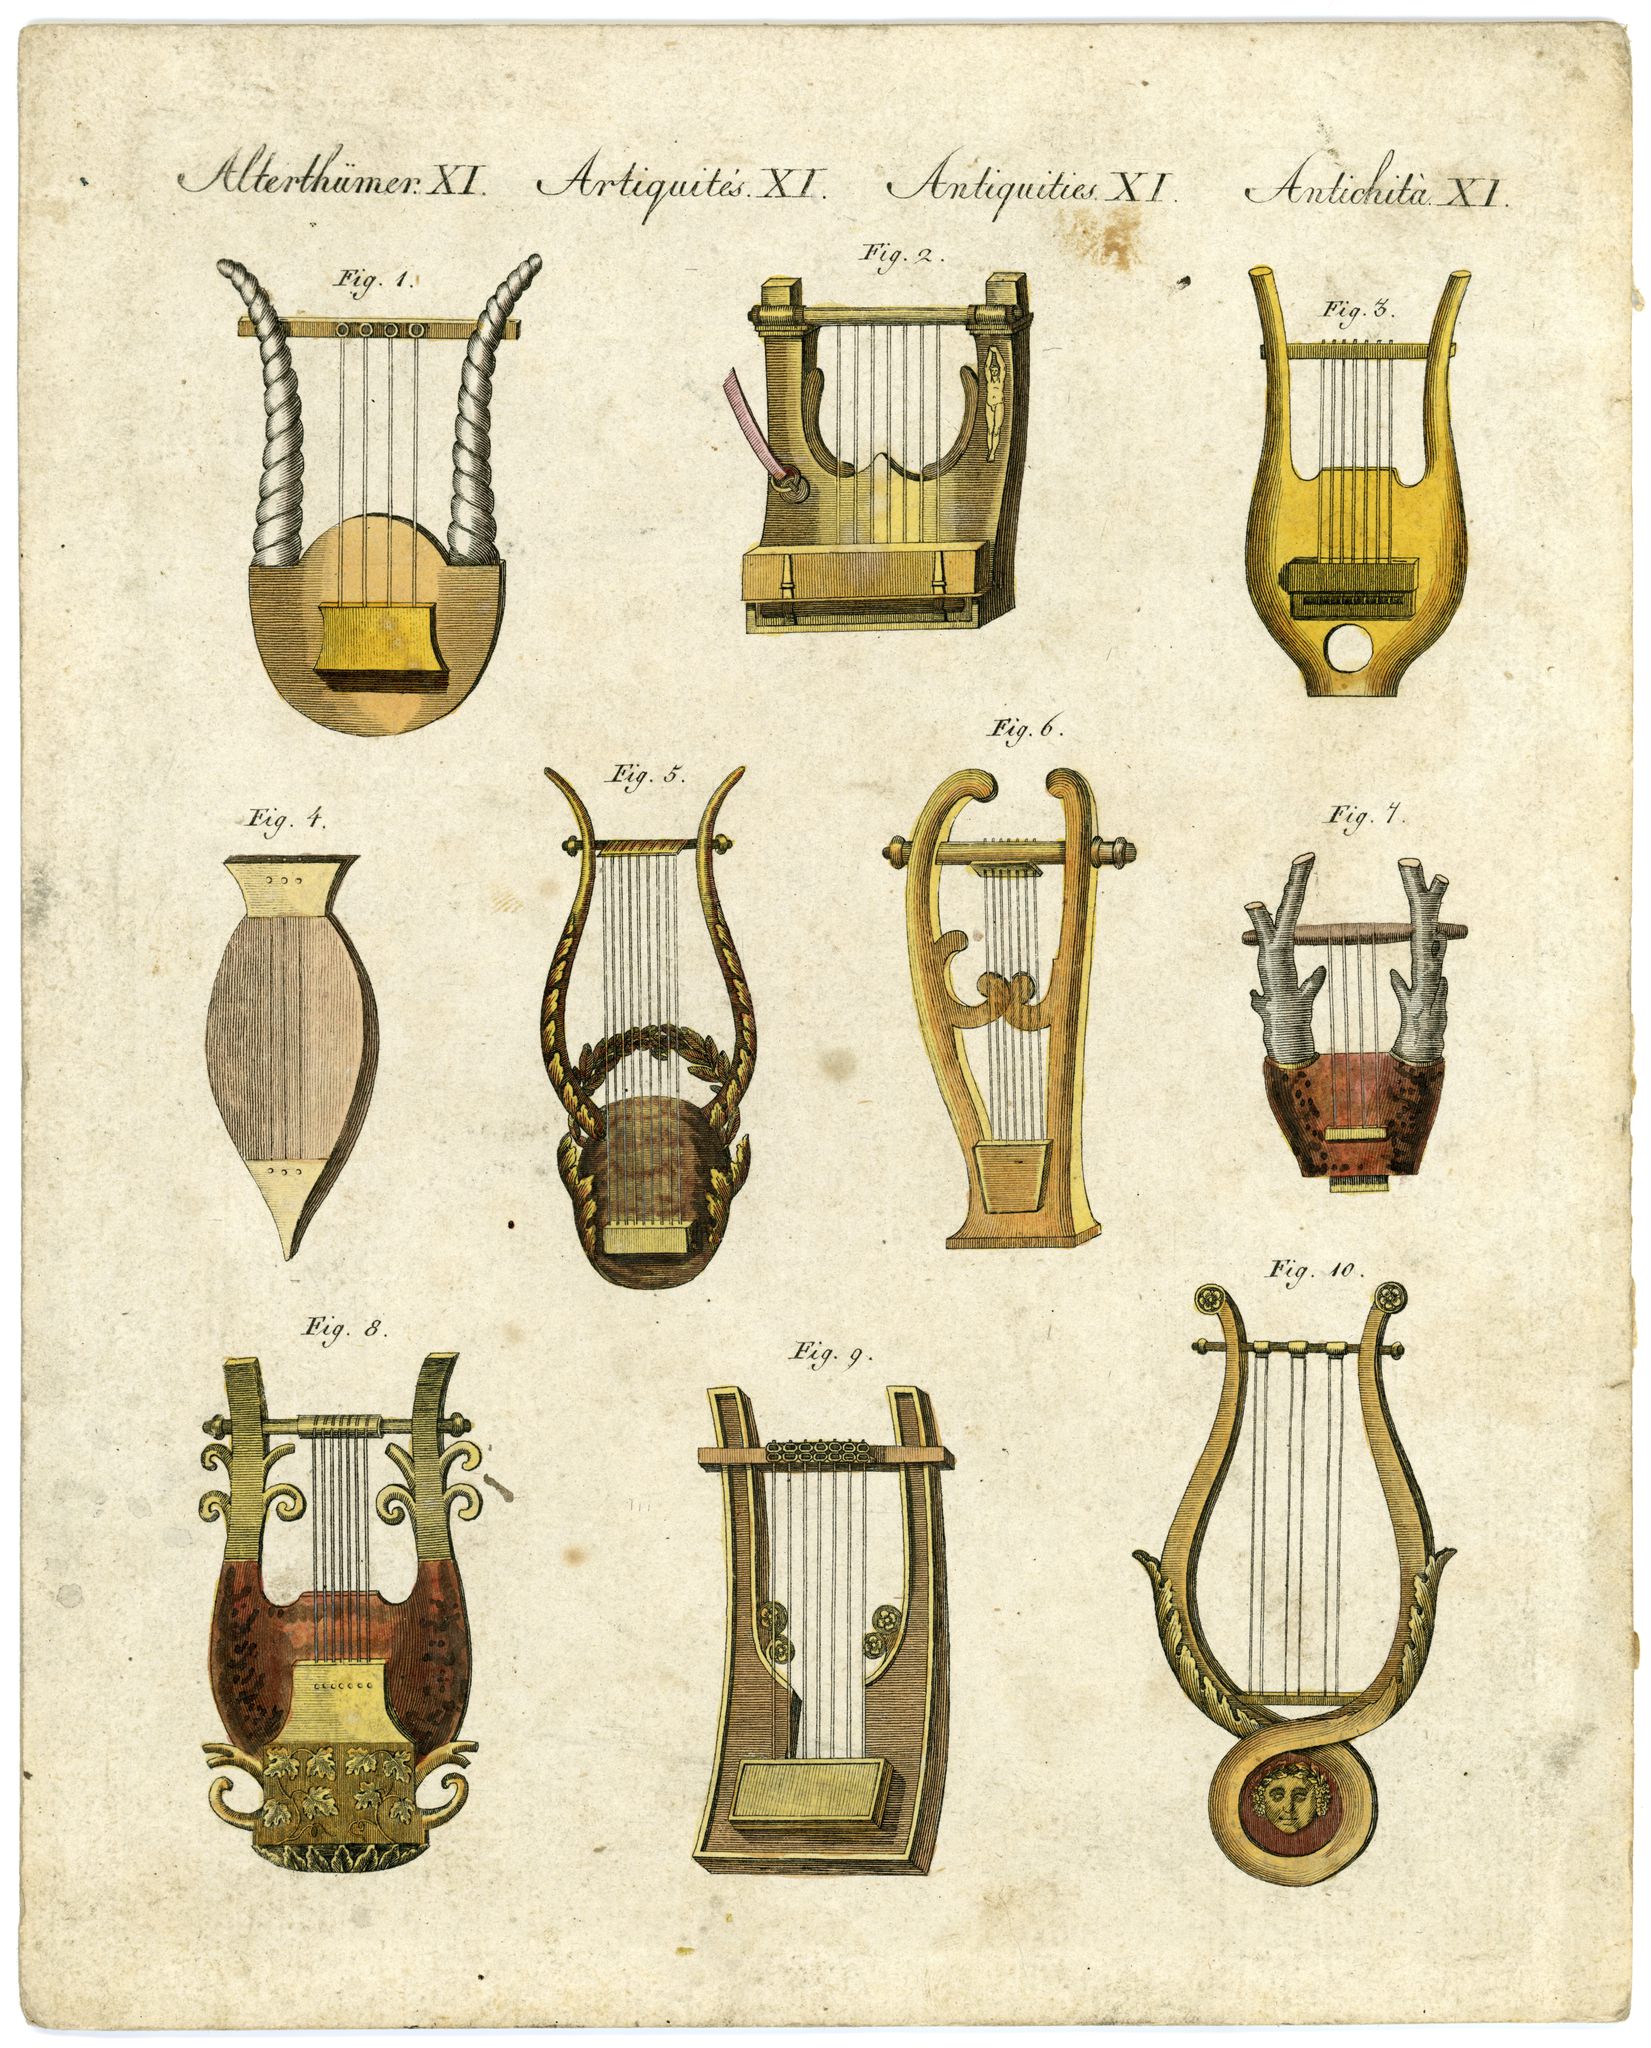 Alterthümer. XI. Artiquités. XI. Antiquities. XI. Antichità. XI.
Fig. 1.
Fig. 2.
Fig. 3.
Fig. 4.
Fig. 5.
Fig. 6.
Fig. 7.
Fig. 8.
Fig. 9.
Fig. 10.